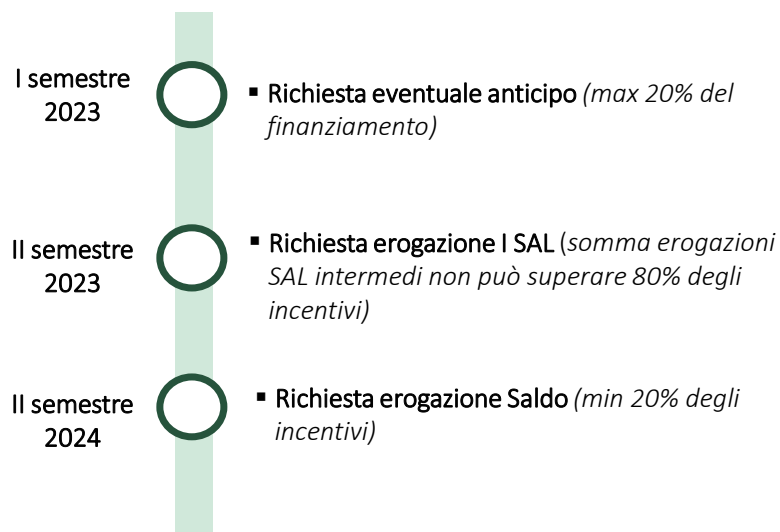 I semestre
2023
▪ Richiesta eventuale anticipo (max 20% del
finanziamento)
II semestre
2023
▪ Richiesta erogazione I SAL (somma erogazioni
SAL intermedi non può superare 80% degli
incentivi)
II semestre
2024
▪ Richiesta erogazione Saldo (min 20% degli
incentivi)